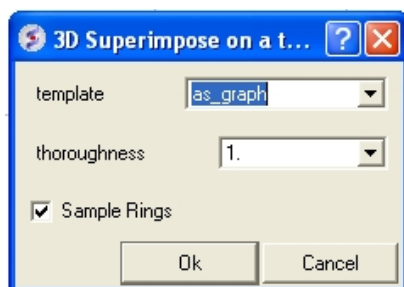 3D Superimpose on a t...
template as_graph
thoroughness 1.
Sample Rings
Ok Cancel